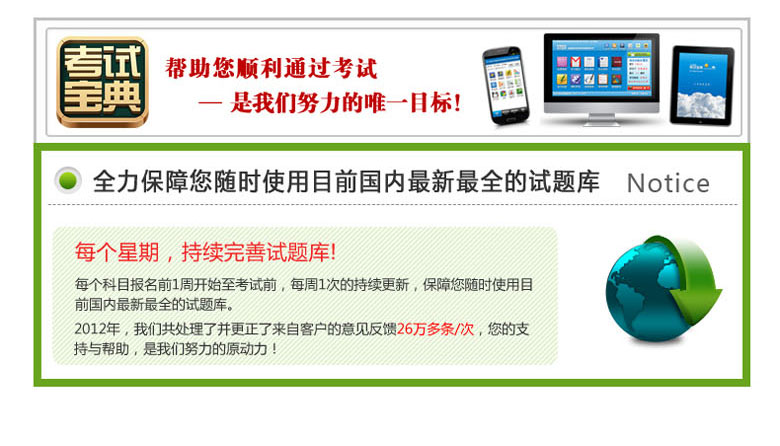 考试
宝典
帮助您顺利通过考试
— 是我们努力的唯一目标!
全力保障您随时使用目前国内最新最全的试题库 Notice
每个星期，持续完善试题库!
每个科目报名前1周开始至考试前，每周1次的持续更新，保障您随时使用目
前国内最新最全的试题库。
2012年，我们共处理了并更正了来自客户的意见反馈26万多条/次，您的支
持与帮助，是我们努力的原动力！